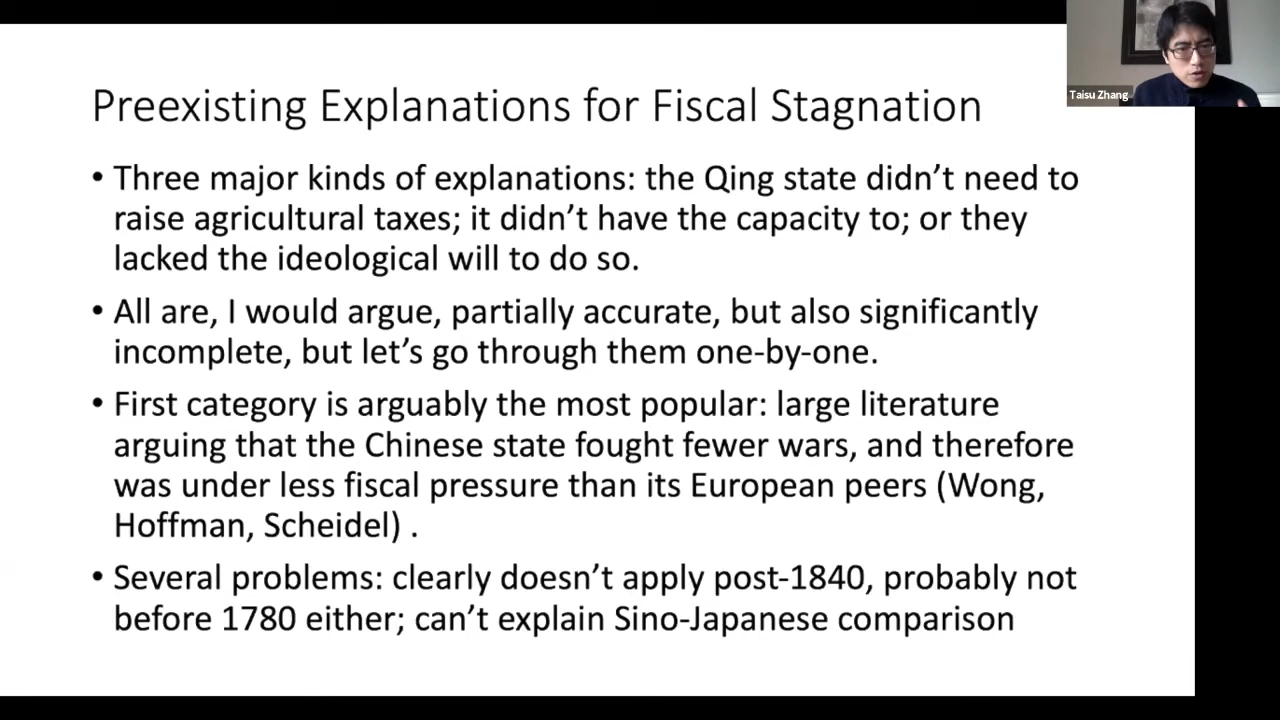 Taisu Zhang
Preexisting Explanations for Fiscal Stagnation
• Three major kinds of explanations: the Qing state didn’t need to
raise agricultural taxes; it didn’t have the capacity to; or they
lacked the ideological will to do so.
• All are, I would argue, partially accurate, but also significantly
incomplete, but let’s go through them one-by-one.
• First category is arguably the most popular: large literature
arguing that the Chinese state fought fewer wars, and therefore
was under less fiscal pressure than its European peers (Wong,
Hoffman, Scheidel) .
• Several problems: clearly doesn’t apply post-1840, probably not
before 1780 either; can’t explain Sino-Japanese comparison